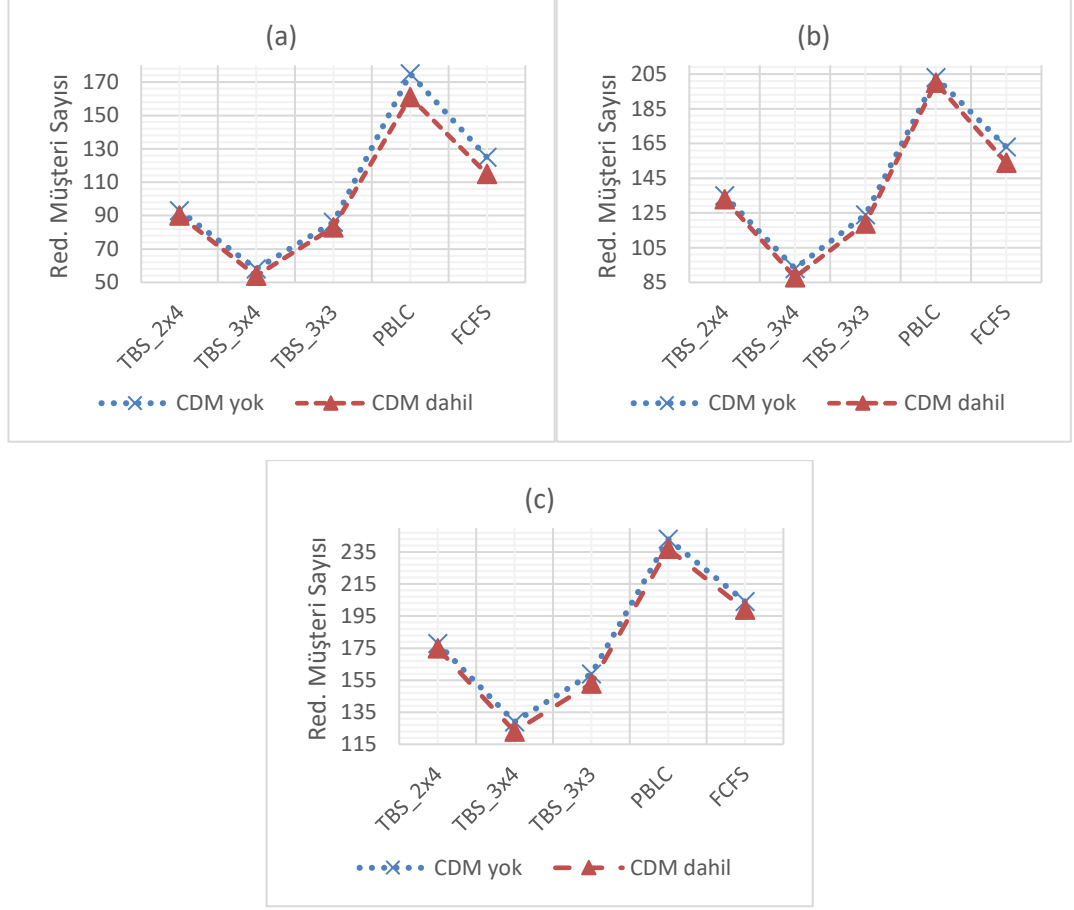 (a)
Red. Müşteri Sayısı
170
150
130
110
90
70
50
TBS_2x4
TBS_3x4
TBS_3x3
PBLC
FCFS
CDM yok
CDM dahil
(b)
Red. Müşteri Sayısı
205
185
165
145
125
105
85
TBS_2x4
TBS_3x4
TBS_3x3
PBLC
FCFS
CDM yok
CDM dahil
(c)
Red. Müşteri Sayısı
235
215
195
175
155
135
115
TBS_2x4
TBS_3x4
TBS_3x3
PBLC
FCFS
CDM yok
CDM dahil